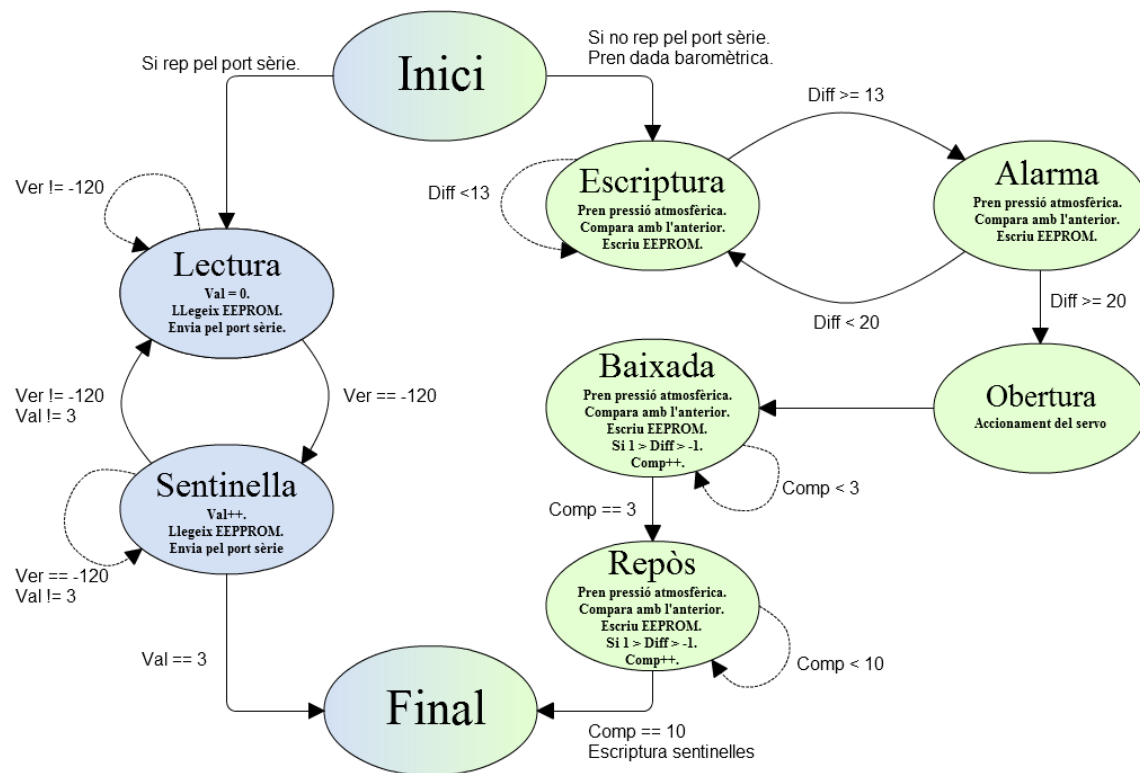 Inici
Si rep pel port sèrie.
Si no rep pel port sèrie.
Pren dada baromètrica.
Ver != -120
Lectura
Val = 0.
LLegeix EEPROM.
Envia pel port sèrie.
Ver != -120
Val != 3
Ver == -120
Sentinella
Val++.
Llegeix EEPPROM.
Envia pel port sèrie
Ver == -120
Val != 3
Val == 3
Diff <13
Escriptura
Pren pressió atmosfèrica.
Compara amb l'anterior.
Escriu EEPROM.
Diff >= 13
Alarma
Pren pressió atmosfèrica.
Compara amb l'anterior.
Escriu EEPROM.
Diff < 20
Diff >= 20
Obertura
Accionament del servo
Baixada
Pren pressió atmosfèrica.
Compara amb l'anterior.
Escriu EEPROM.
Si 1 > Diff > -1.
Comp++.
Comp < 3
Comp == 3
Repòs
Pren pressió atmosfèrica.
Compara amb l'anterior.
Escriu EEPROM.
Si 1 > Diff > -1.
Comp++.
Comp < 10
Comp == 10
Escriptura sentinelles
Final